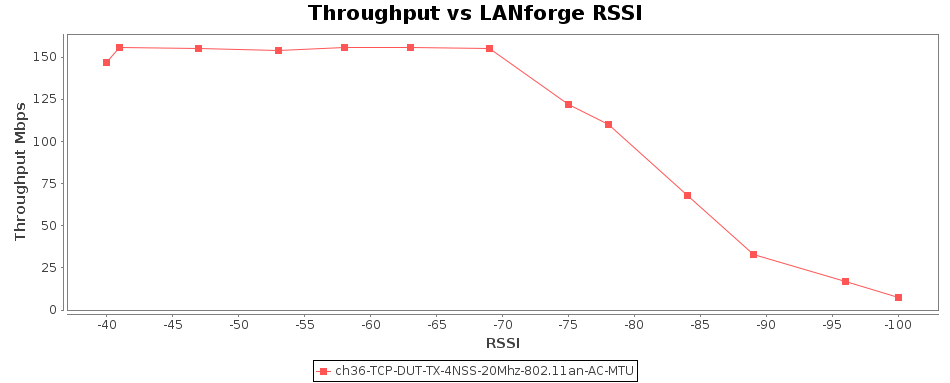 Throughput vs LANforge RSSI
Throughput Mbps
150
125
100
75
50
25
0
-40 -45 -50 -55 -60 -65 -70 -75 -80 -85 -90 -95 -100
RSSI
ch36-TCP-DUT-TX-4NSS-20Mhz-802.11an-AC-MTU